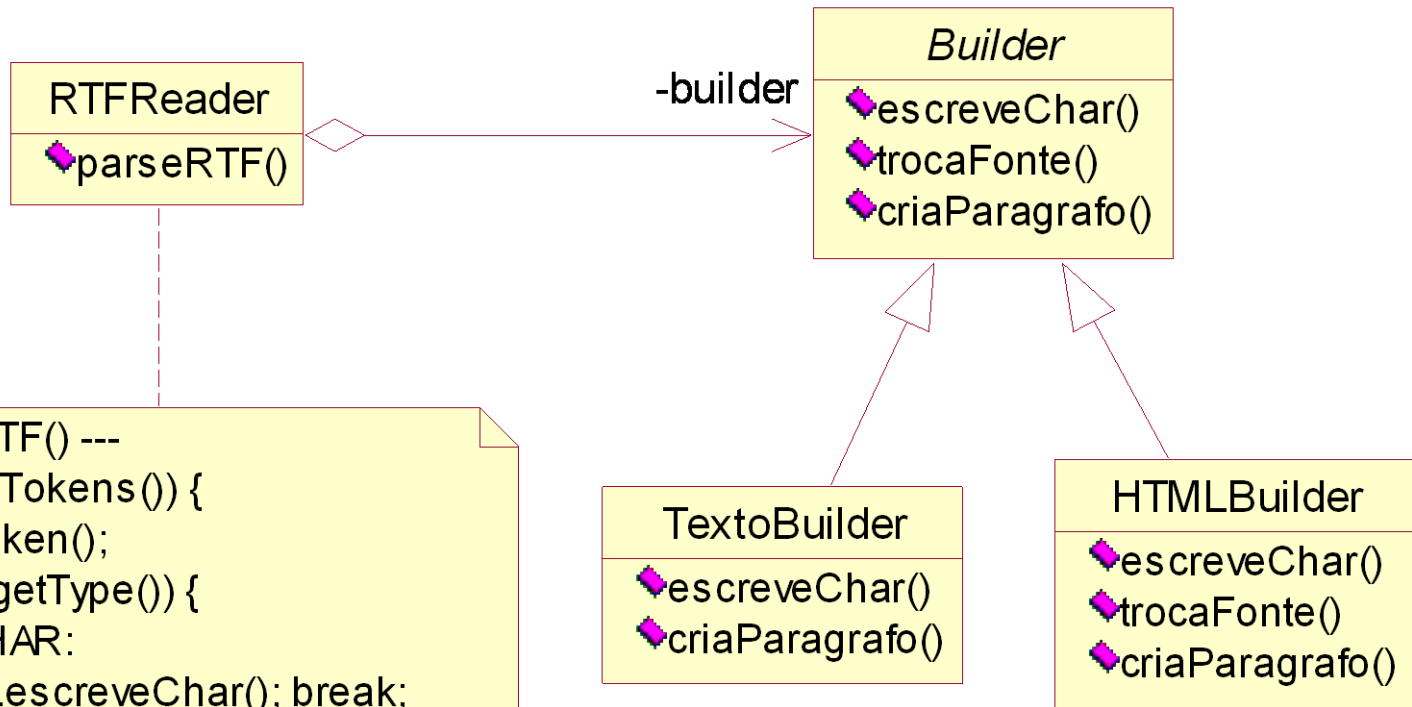 RTFReader
parseRTF()
-builder
Builder
escreveChar()
trocaFonte()
criaParagrafo()
TF() ---
Tokens()) {
ken();
getType()) {
HAR:
.escreveChar(); break;
TextoBuilder
escreveChar()
criaParagrafo()
HTMLBuilder
escreveChar()
trocaFonte()
criaParagrafo()